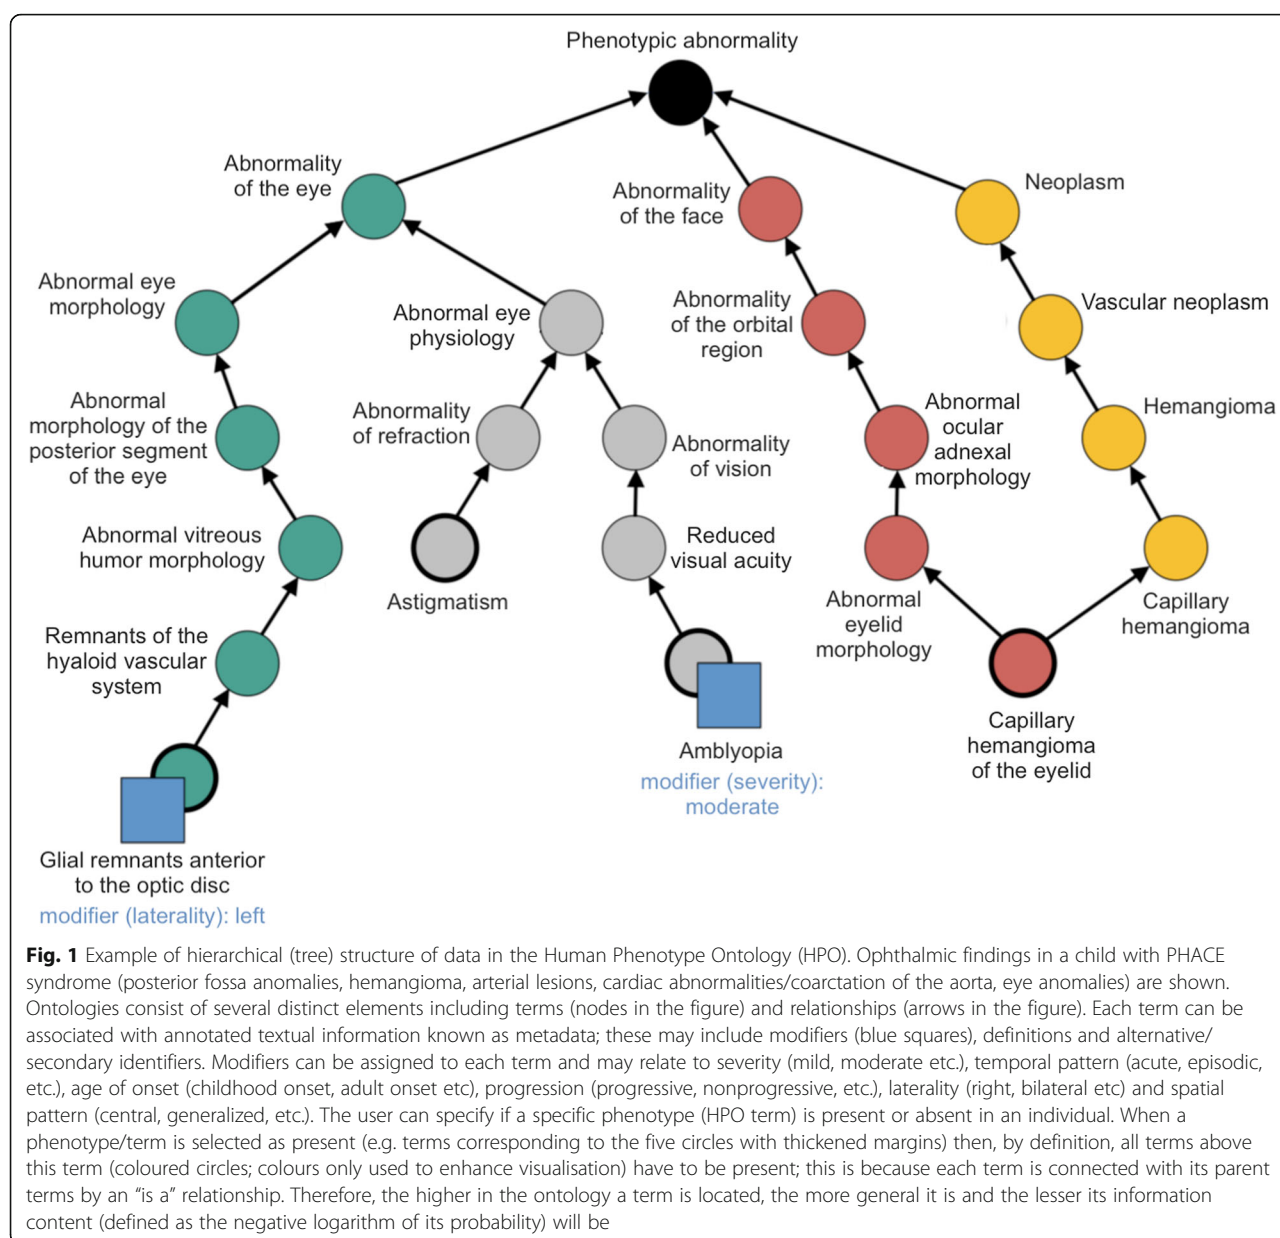 Phenotypic abnormality
Abnormality
of the eye
Abnormality
of the face
Neoplasm
Abnormal eye
morphology
Abnormal eye
physiology
Abnormality
of the orbital
region
Vascular neoplasm
Abnormal
morphology of the
posterior segment
of the eye
Abnormality
of refraction
Abnormality
of vision
Abnormal
ocular
adnexal
morphology
Hemangioma
Abnormal vitreous
humor morphology
Astigmatism
Reduced
visual acuity
Abnormal
eyelid
morphology
Capillary
hemangioma
Remnants of the
hyaloid vascular
system
Amblyopia
modifier (severity):
moderate
Capillary
hemangioma
of the eyelid
Glial remnants anterior
to the optic disc
modifier (laterality): left
Fig. 1 Example of hierarchical (tree) structure of data in the Human Phenotype Ontology (HPO). Ophthalmic findings in a child with PHACE
syndrome (posterior fossa anomalies, hemangioma, arterial lesions, cardiac abnormalities/coarctation of the aorta, eye anomalies) are shown.
Ontologies consist of several distinct elements including terms (nodes in the figure) and relationships (arrows in the figure). Each term can be
associated with annotated textual information known as metadata; these may include modifiers (blue squares), definitions and alternative/
secondary identifiers. Modifiers can be assigned to each term and may relate to severity (mild, moderate etc.), temporal pattern (acute, episodic,
etc.), age of onset (childhood onset, adult onset etc), progression (progressive, nonprogressive, etc.), laterality (right, bilateral etc) and spatial
pattern (central, generalized, etc.). The user can specify if a specific phenotype (HPO term) is present or absent in an individual. When a
phenotype/term is selected as present (e.g. terms corresponding to the five circles with thickened margins) then, by definition, all terms above
this term (coloured circles; colours only used to enhance visualisation) have to be present; this is because each term is connected with its parent
terms by an “is a” relationship. Therefore, the higher in the ontology a term is located, the more general it is and the lesser its information
content (defined as the negative logarithm of its probability) will be